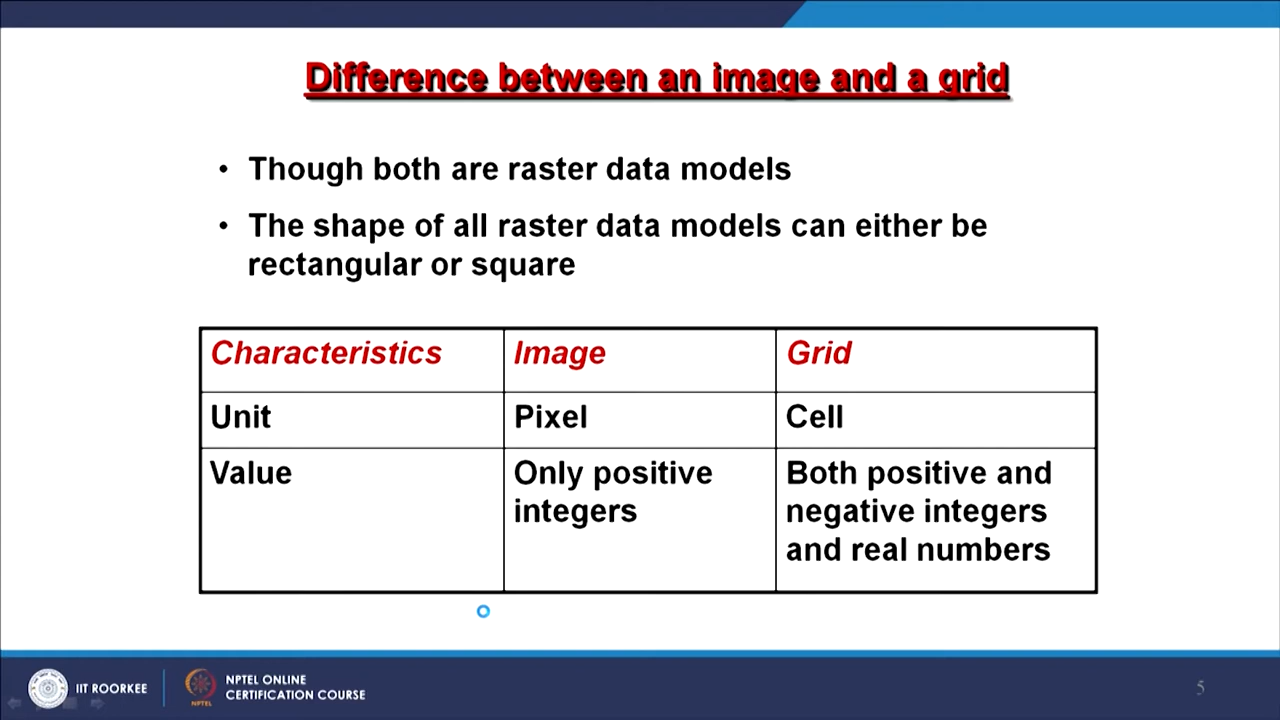 Difference between an image and a grid
• Though both are raster data models
• The shape of all raster data models can either be
rectangular or square
Characteristics Image Grid
Unit Pixel Cell
Value Only positive Both positive and
integers negative integers
and real numbers
IIT ROORKEE NPTEL ONLINE
CERTIFICATION COURSE
NPTEL
5